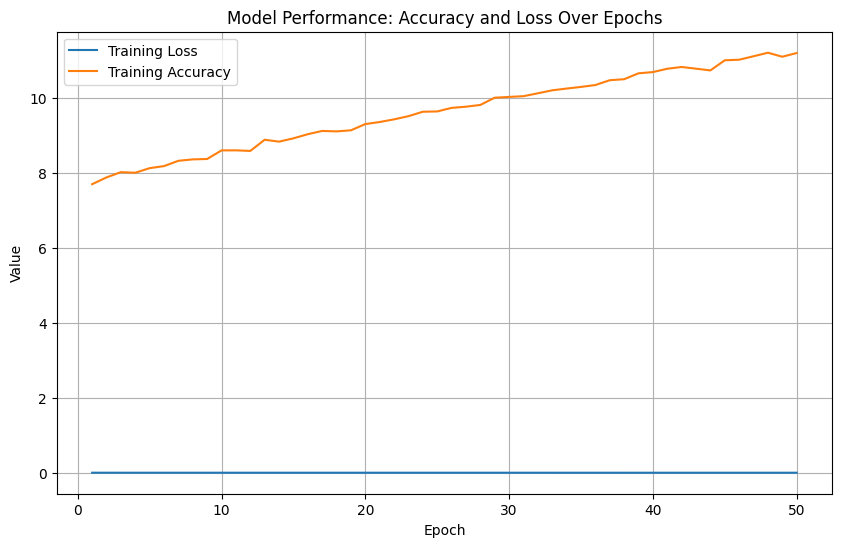 Model Performance: Accuracy and Loss Over Epochs
Training Loss
Training Accuracy
10
8
6
4
2
0
Value
0 10 20 30 40 50
Epoch